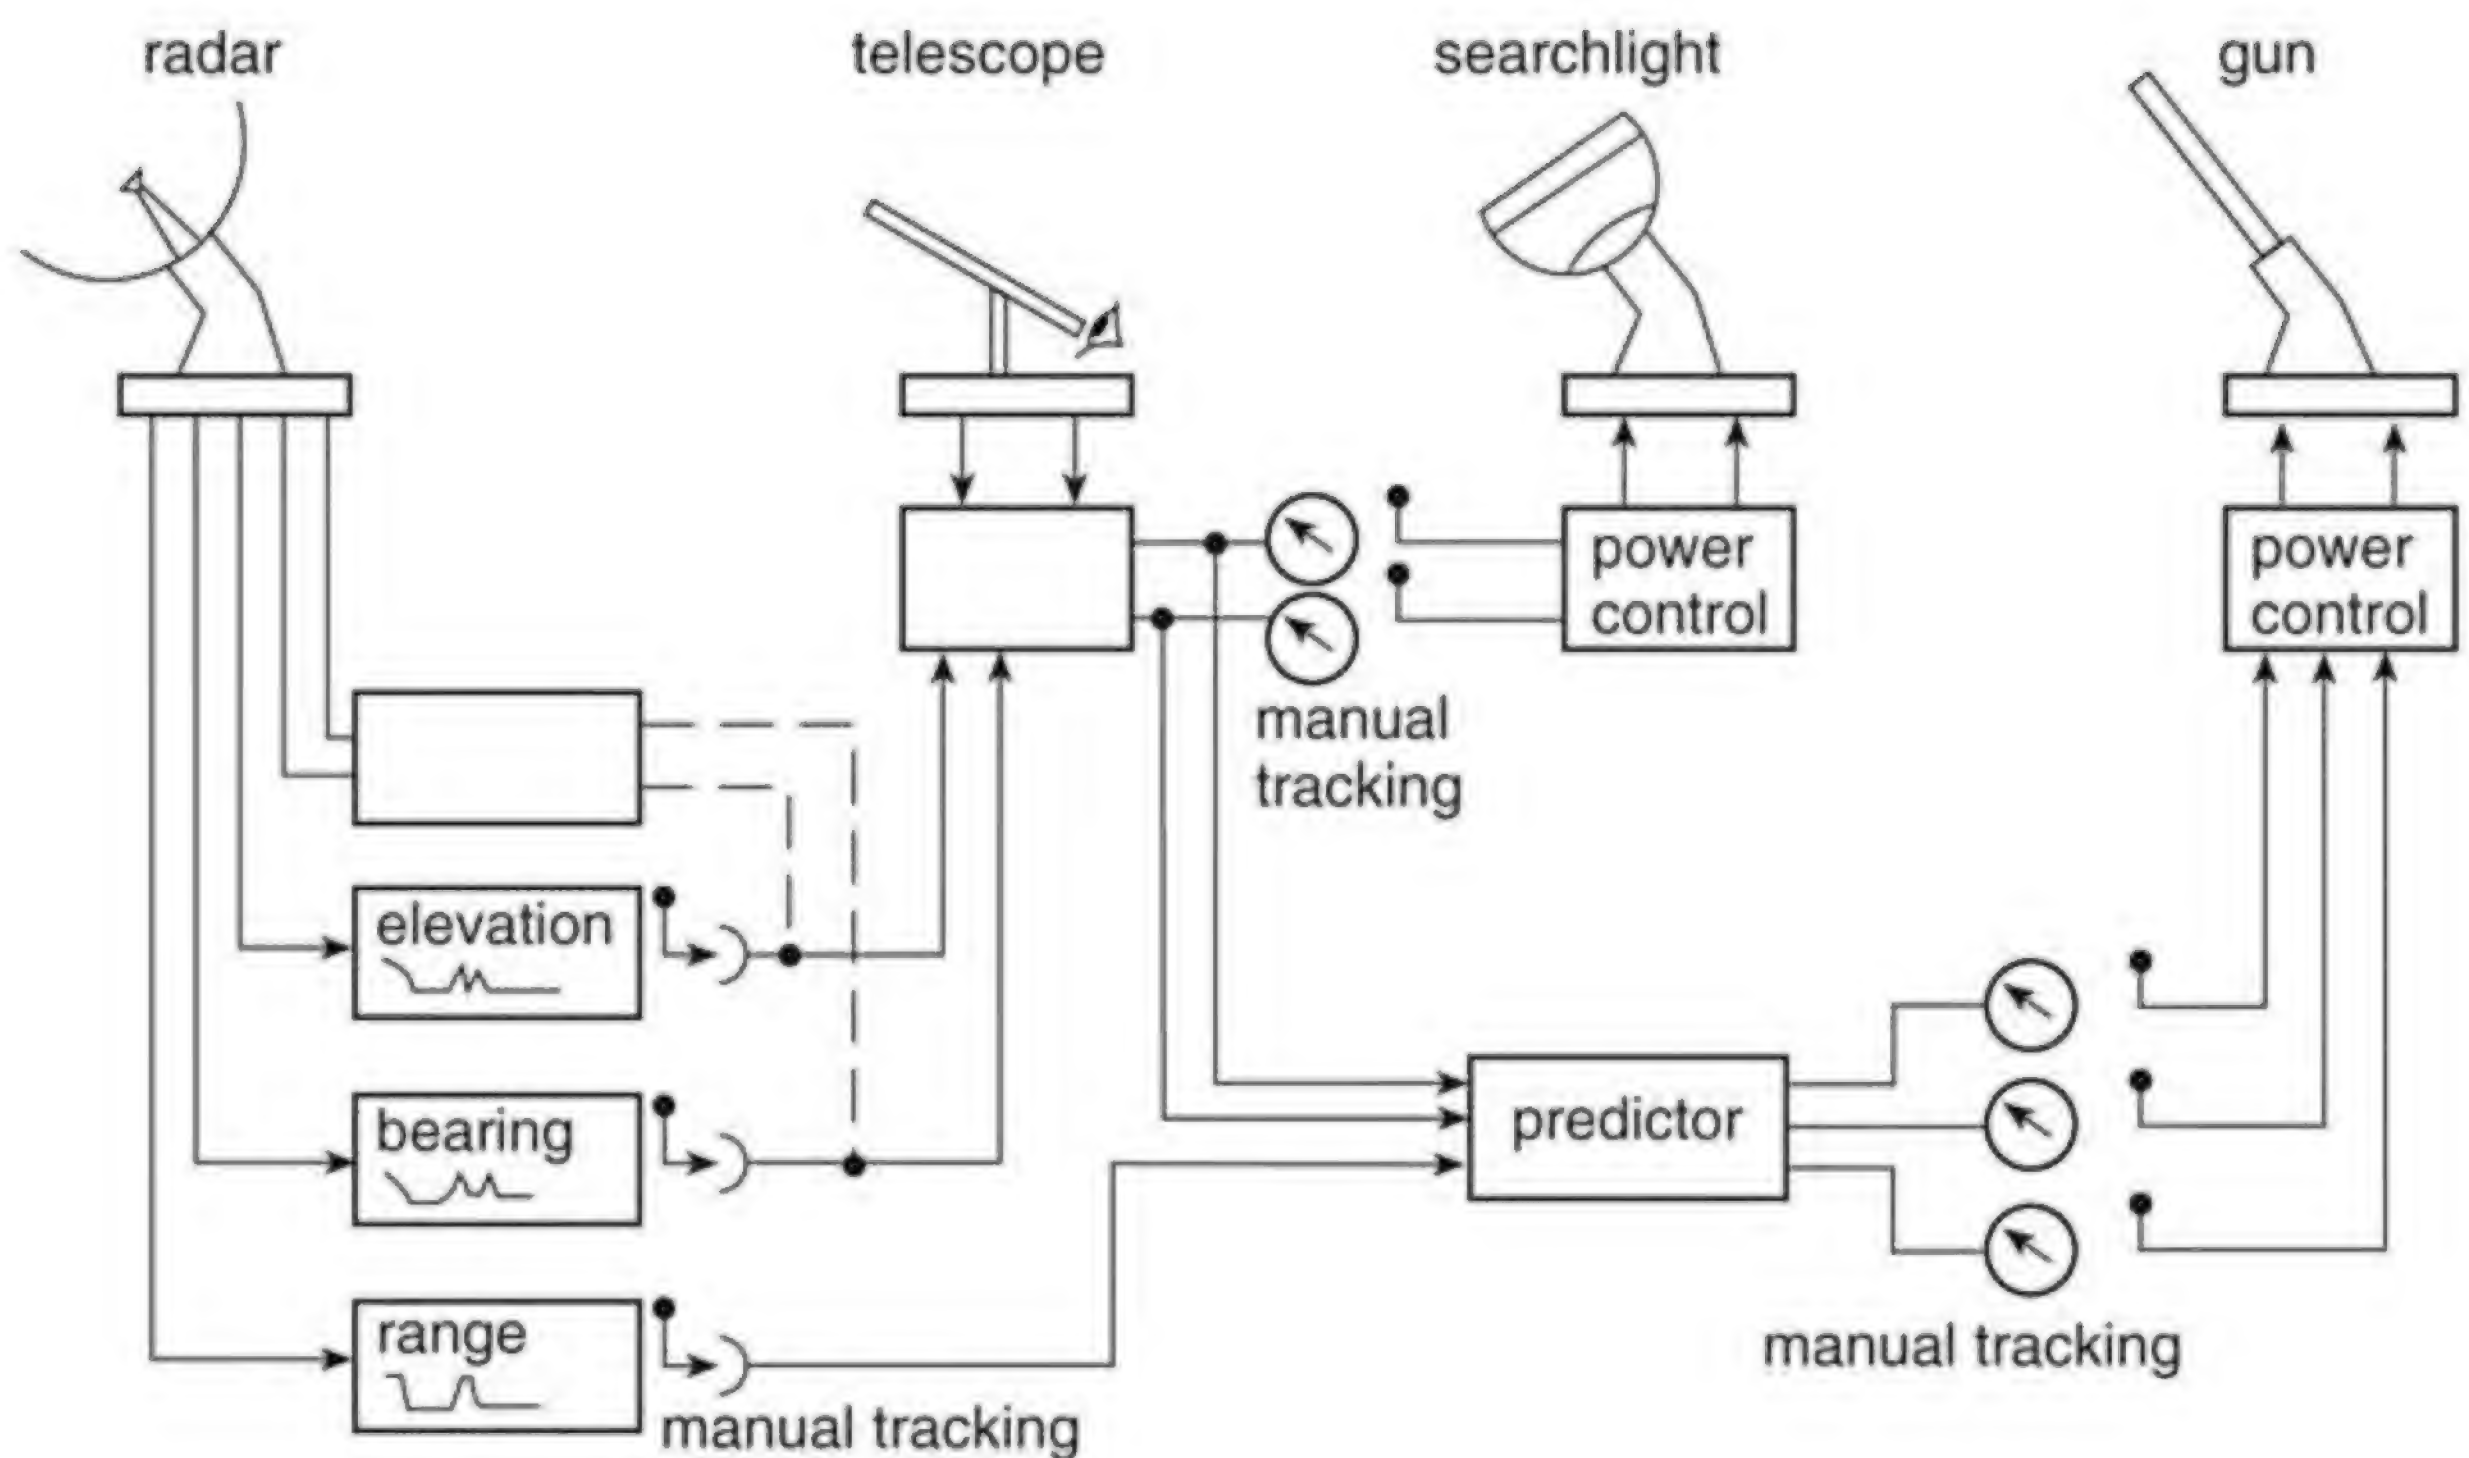 radar
telescope
searchlight
gun
power
control
power
control
manual
tracking
elevation
bearing
predictor
range
manual tracking
manual tracking